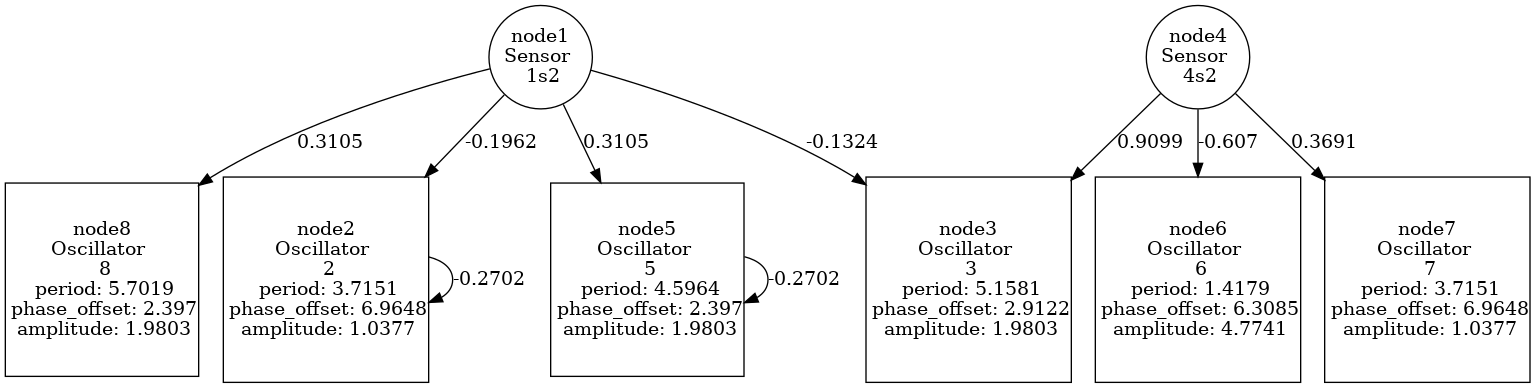 node1
Sensor
1s2
node4
Sensor
4s2
0.3105
-0.1962
0.3105
-0.1324
0.9099
-0.607
0.3691
node8
Oscillator
8
period: 5.7019
phase_offset: 2.397
amplitude: 1.9803
node2
Oscillator
2
period: 3.7151
phase_offset: 6.9648
amplitude: 1.0377
-0.2702
node5
Oscillator
5
period: 4.5964
phase_offset: 2.397
amplitude: 1.9803
-0.2702
node3
Oscillator
3
period: 5.1581
phase_offset: 2.9122
amplitude: 1.9803
node6
Oscillator
6
period: 1.4179
phase_offset: 6.3085
amplitude: 4.7741
node7
Oscillator
7
period: 3.7151
phase_offset: 6.9648
amplitude: 1.0377